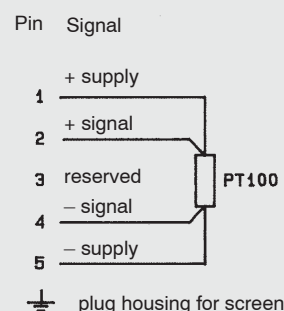 Pin Signal
+ supply
1
+ signal
2
3 reserved
PT100
– signal
4
– supply
5
plug housing for screen